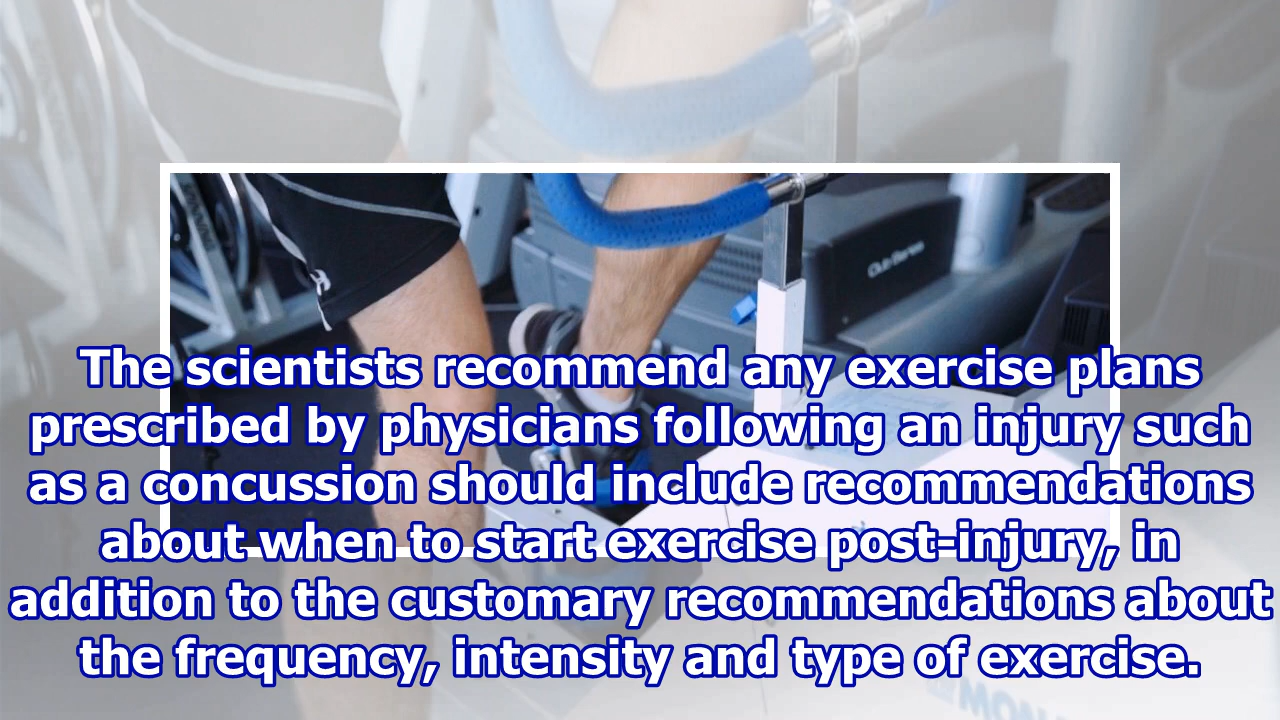 Club Series
The scientists recommend any exercise plans
prescribed by physicians following an injury such
as a concussion should include recommendations
about when to start exercise post-injury, in
addition to the customary recommendations about
the frequency, intensity and type of exercise.